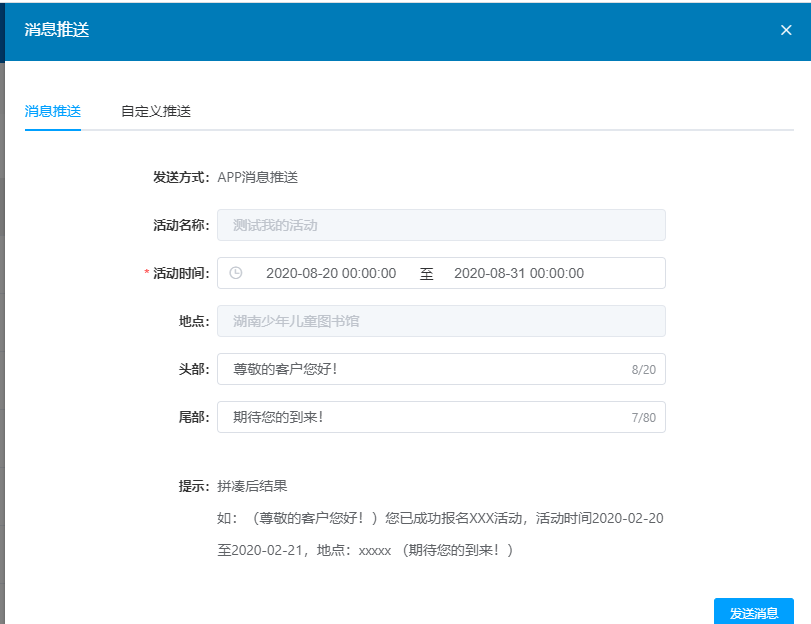 消息推送
消息推送 自定义推送
发送方式： APP消息推送
活动名称： 测试我的活动
* 活动时间： 2020-08-20 00:00:00 至 2020-08-31 00:00:00
地点： 湖南少年儿童图书馆
头部： 尊敬的客户您好！ 8/20
尾部： 期待您的到来！ 7/80
提示： 拼凑后结果
如：（尊敬的客户您好！）您已成功报名XXX活动，活动时间2020-02-20
至2020-02-21，地点：xxxxx （期待您的到来！）
发送消息